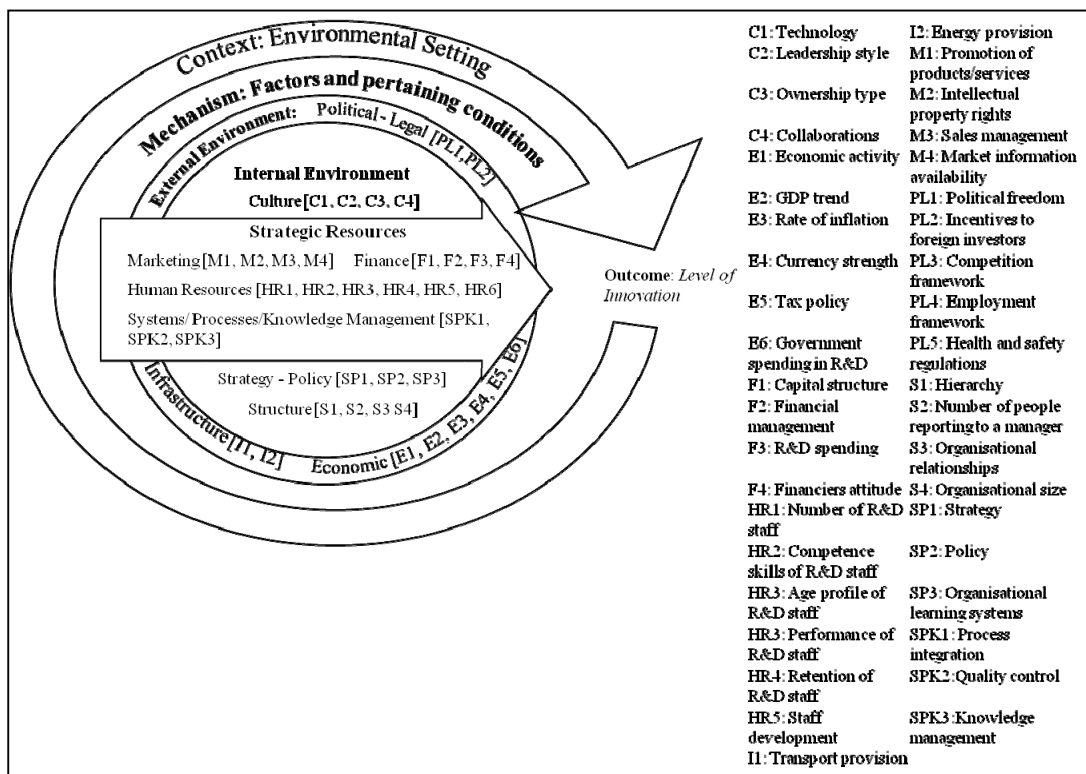 Context: Environmental Setting
Mechanism: Factors and pertaining conditions
External Environment: Political - Legal [PL1,PL2]
Internal Environment
Culture [C1, C2, C3, C4]
Strategic Resources
Marketing [M1, M2, M3, M4] Finance [F1, F2, F3, F4]
Human Resources [HR1, HR2, HR3, HR4, HR5, HR6]
Systems/Processes/Knowledge Management [SPK1,
SPK2, SPK3]
Strategy - Policy [SP1, SP2, SP3]
Structure [S1, S2, S3 S4]
Infrastructure [I1, I2]
Economic [E1, E2, E3, E4, E5, E6]
Outcome: Level of
Innovation
C1: Technology
C2: Leadership style
C3: Ownership type
C4: Collaborations
E1: Economic activity
E2: GDP trend
E3: Rate of inflation
E4: Currency strength
E5: Tax policy
E6: Government
spending in R&D
F1: Capital structure
F2: Financial
management
F3: R&D spending
F4: Financiers attitude
HR1: Number of R&D
staff
HR2: Competence
skills of R&D staff
HR3: Age profile of
R&D staff
HR3: Performance of
R&D staff
HR4: Retention of
R&D staff
HR5: Staff
development
I1: Transport provision
I2: Energy provision
M1: Promotion of
products/services
M2: Intellectual
property rights
M3: Sales management
M4: Market information
availability
PL1: Political freedom
PL2: Incentives to
foreign investors
PL3: Competition
framework
PL4: Employment
framework
PL5: Health and safety
regulations
S1: Hierarchy
S2: Number of people
reporting to a manager
S3: Organisational
relationships
S4: Organisational size
SP1: Strategy
SP2: Policy
SP3: Organisational
learning systems
SPK1: Process
integration
SPK2: Quality control
SPK3: Knowledge
management